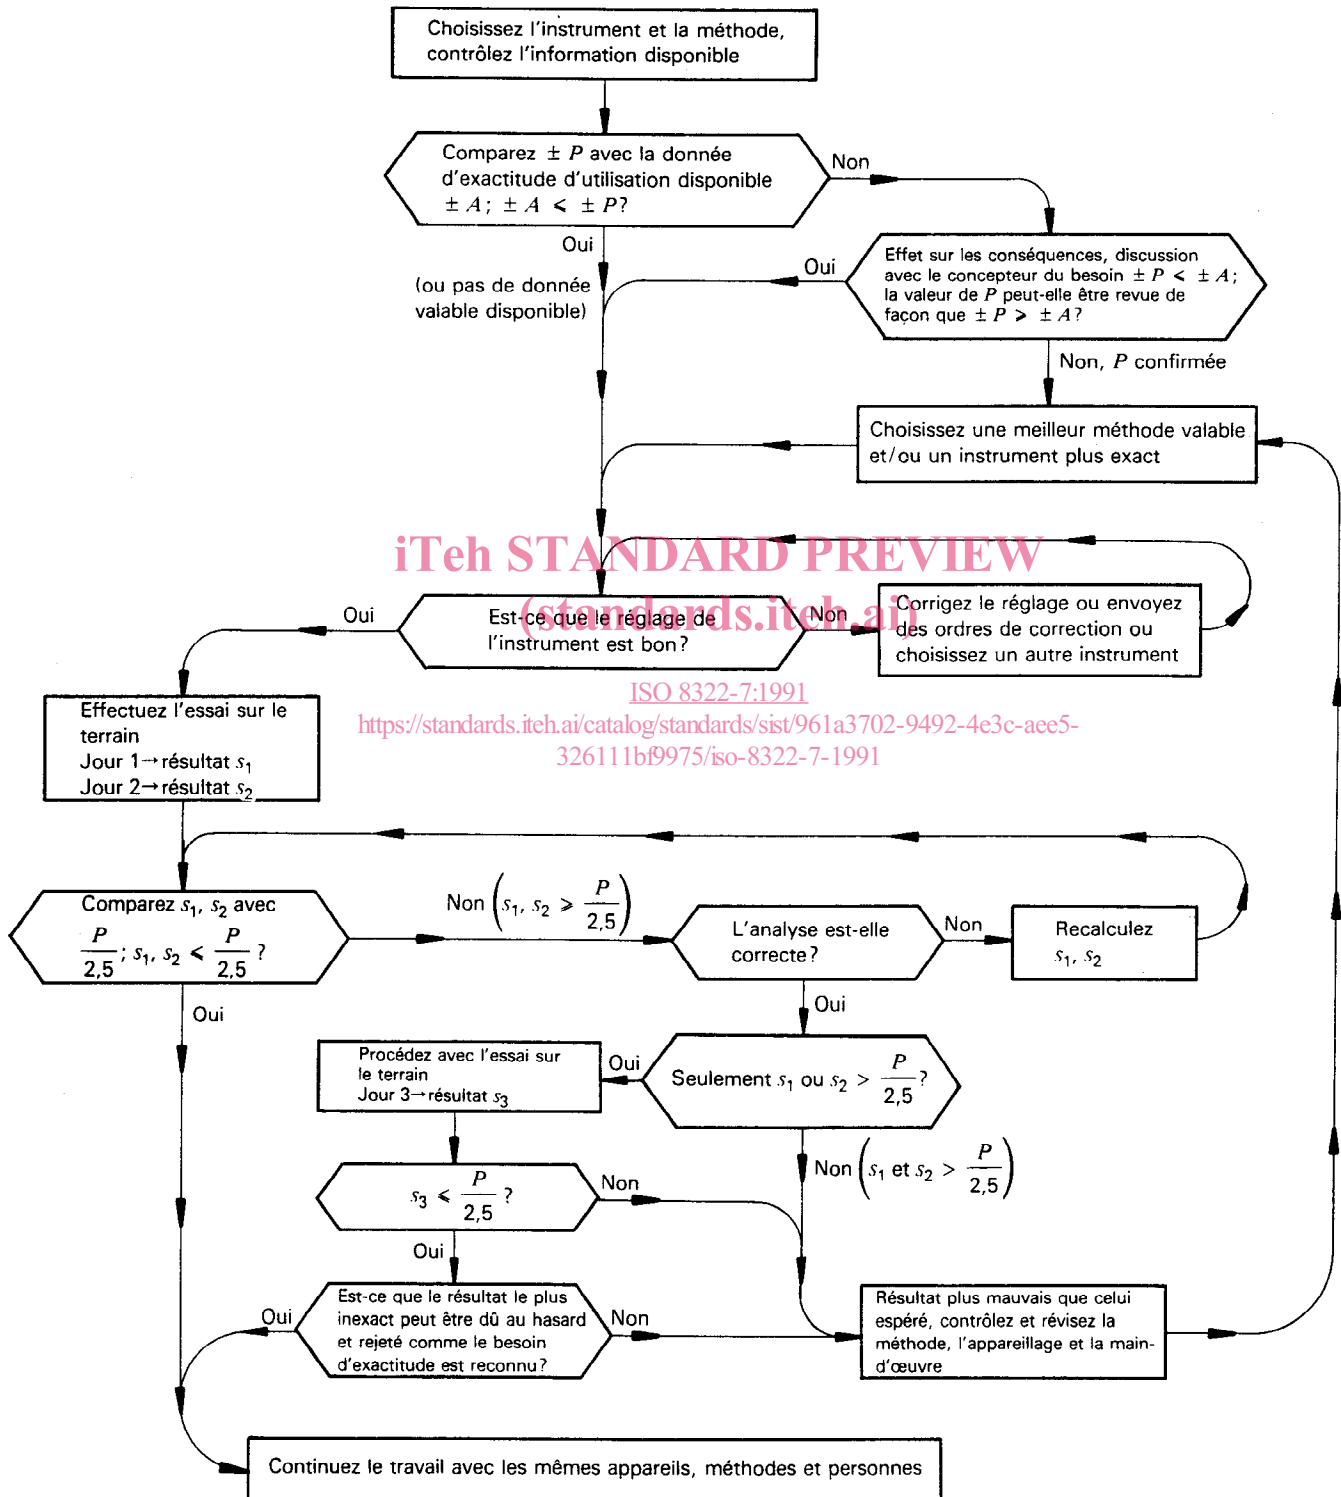 Choisissez l'instrument et la méthode,
contrôlez l'information disponible
Comparez ± P avec la donnée
d'exactitude d'utilisation disponible
± A; ± A ⩽ ± P?
Non
Oui
(ou pas de donnée
valable disponible)
Oui
Effet sur les conséquences, discussion
avec le concepteur du besoin ± P < ± A;
la valeur de P peut-elle être revue de
façon que ± P ⩾ ± A?
Non, P confirmée
Choisissez une meilleur méthode valable
et/ou un instrument plus exact
iTeh STANDARD PREVIEW
(standards.iteh.ai)
Oui
Est-ce que le réglage de
l'instrument est bon?
Non
Corrigez le réglage ou envoyez
des ordres de correction ou
choisissez un autre instrument
ISO 8322-7:1991
https://standards.iteh.ai/catalog/standards/sist/961a3702-9492-4e3c-aee5-
326111bf9975/iso-8322-7-1991
Effectuez l'essai sur le
terrain
Jour 1→résultat s₁
Jour 2→résultat s₂
Comparez s₁, s₂ avec
P/2,5; s₁, s₂ ⩽ P/2,5 ?
Non (s₁, s₂ ⩾ P/2,5)
L'analyse est-elle
correcte?
Non
Recalculez
s₁, s₂
Oui
Oui
Procédez avec l'essai sur
le terrain
Jour 3→résultat s₃
Oui
Seulement s₁ ou s₂ > P/2,5?
Non (s₁ et s₂ > P/2,5)
s₃ ⩽ P/2,5 ?
Non
Oui
Oui
Est-ce que le résultat le plus
inexact peut être dû au hasard
et rejeté comme le besoin
d'exactitude est reconnu?
Non
Résultat plus mauvais que celui
espéré, contrôlez et révisez la
méthode, l'appareillage et la main-
d'œuvre
Continuez le travail avec les mêmes appareils, méthodes et personnes